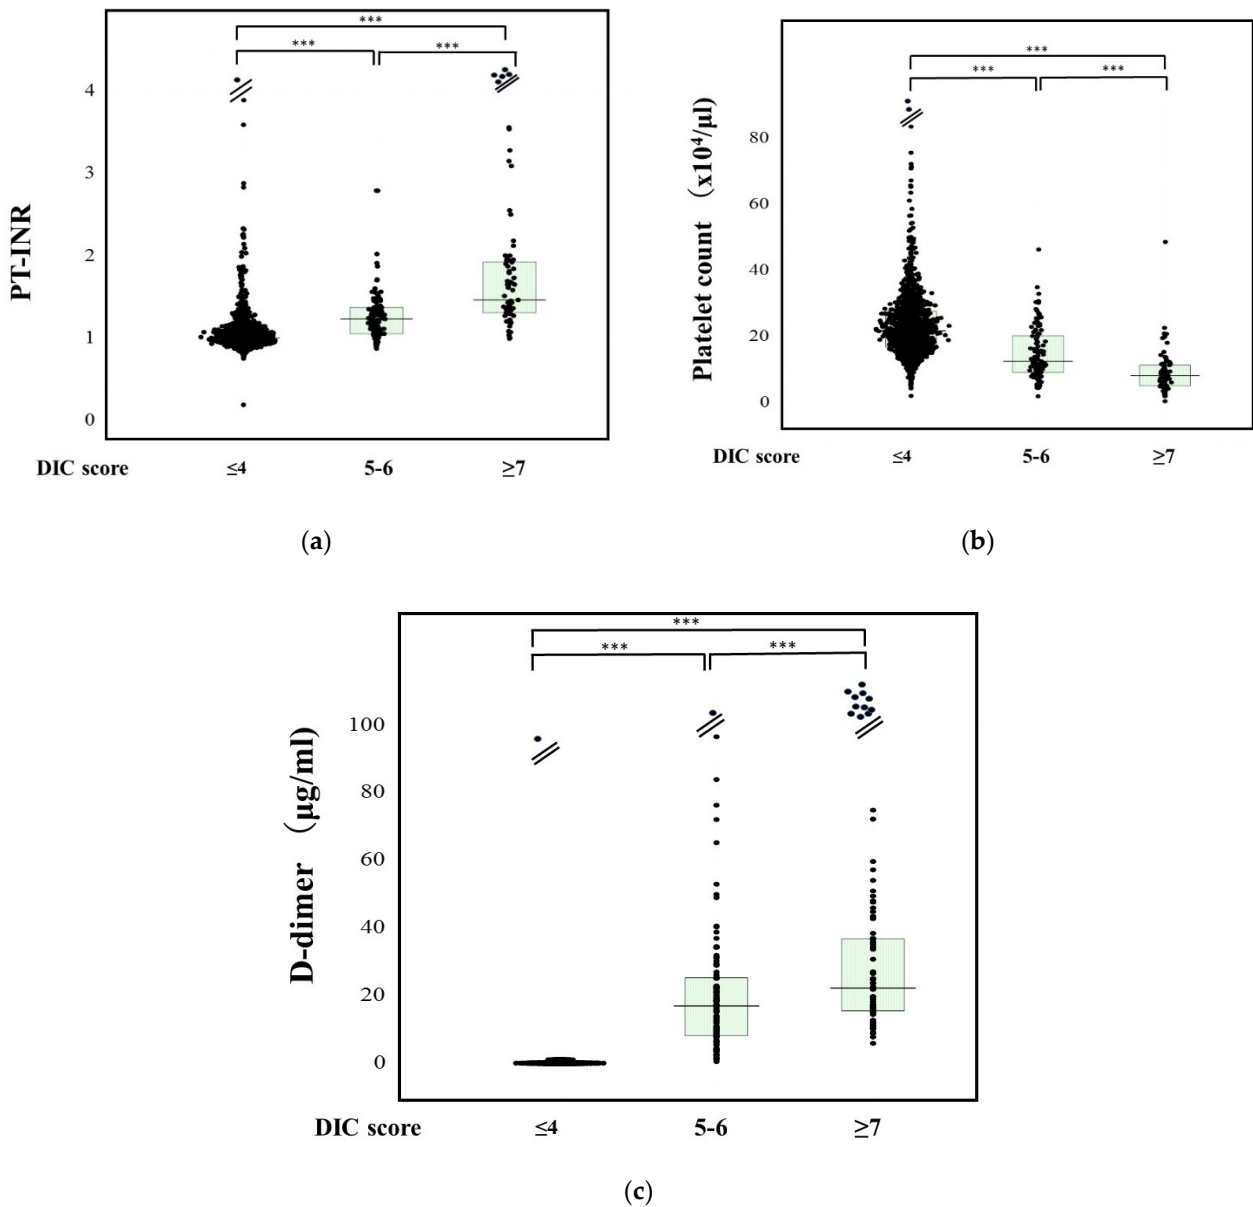 ***
*** ***
4
3
2
1
0
PT-INR
DIC score ≤4 5-6 ≥7
(a)
***
*** ***
80
60
40
20
0
Platelet count （x10⁴/μl)
DIC score ≤4 5-6 ≥7
(b)
***
*** ***
100
80
60
40
20
0
D-dimer （μg/ml)
DIC score ≤4 5-6 ≥7
(c)